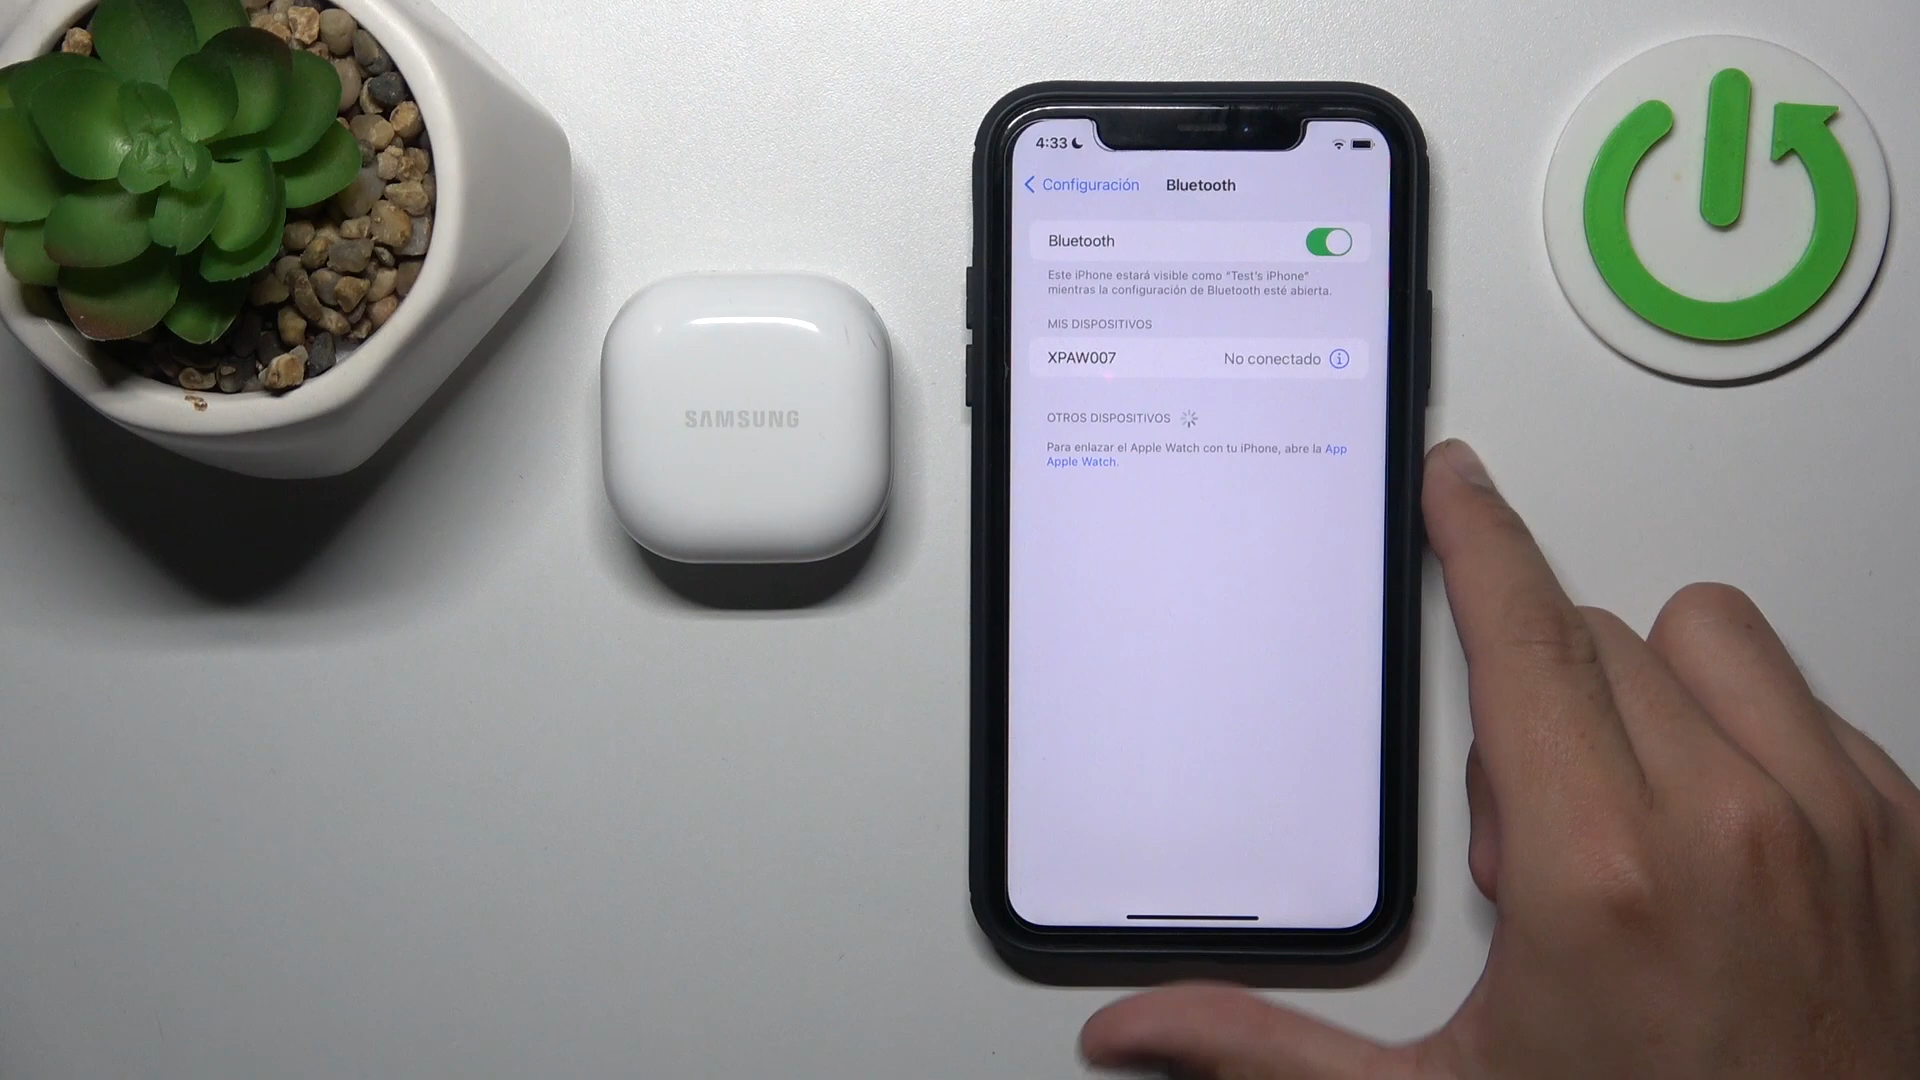 SAMSUNG
4:33
Configuración
Bluetooth
Bluetooth
Este iPhone estará visible como “Test's iPhone”
mientras la configuración de Bluetooth esté abierta.
MIS DISPOSITIVOS
XPAW007 No conectado
OTROS DISPOSITIVOS
Para enlazar el Apple Watch con tu iPhone, abre la App
Apple Watch.